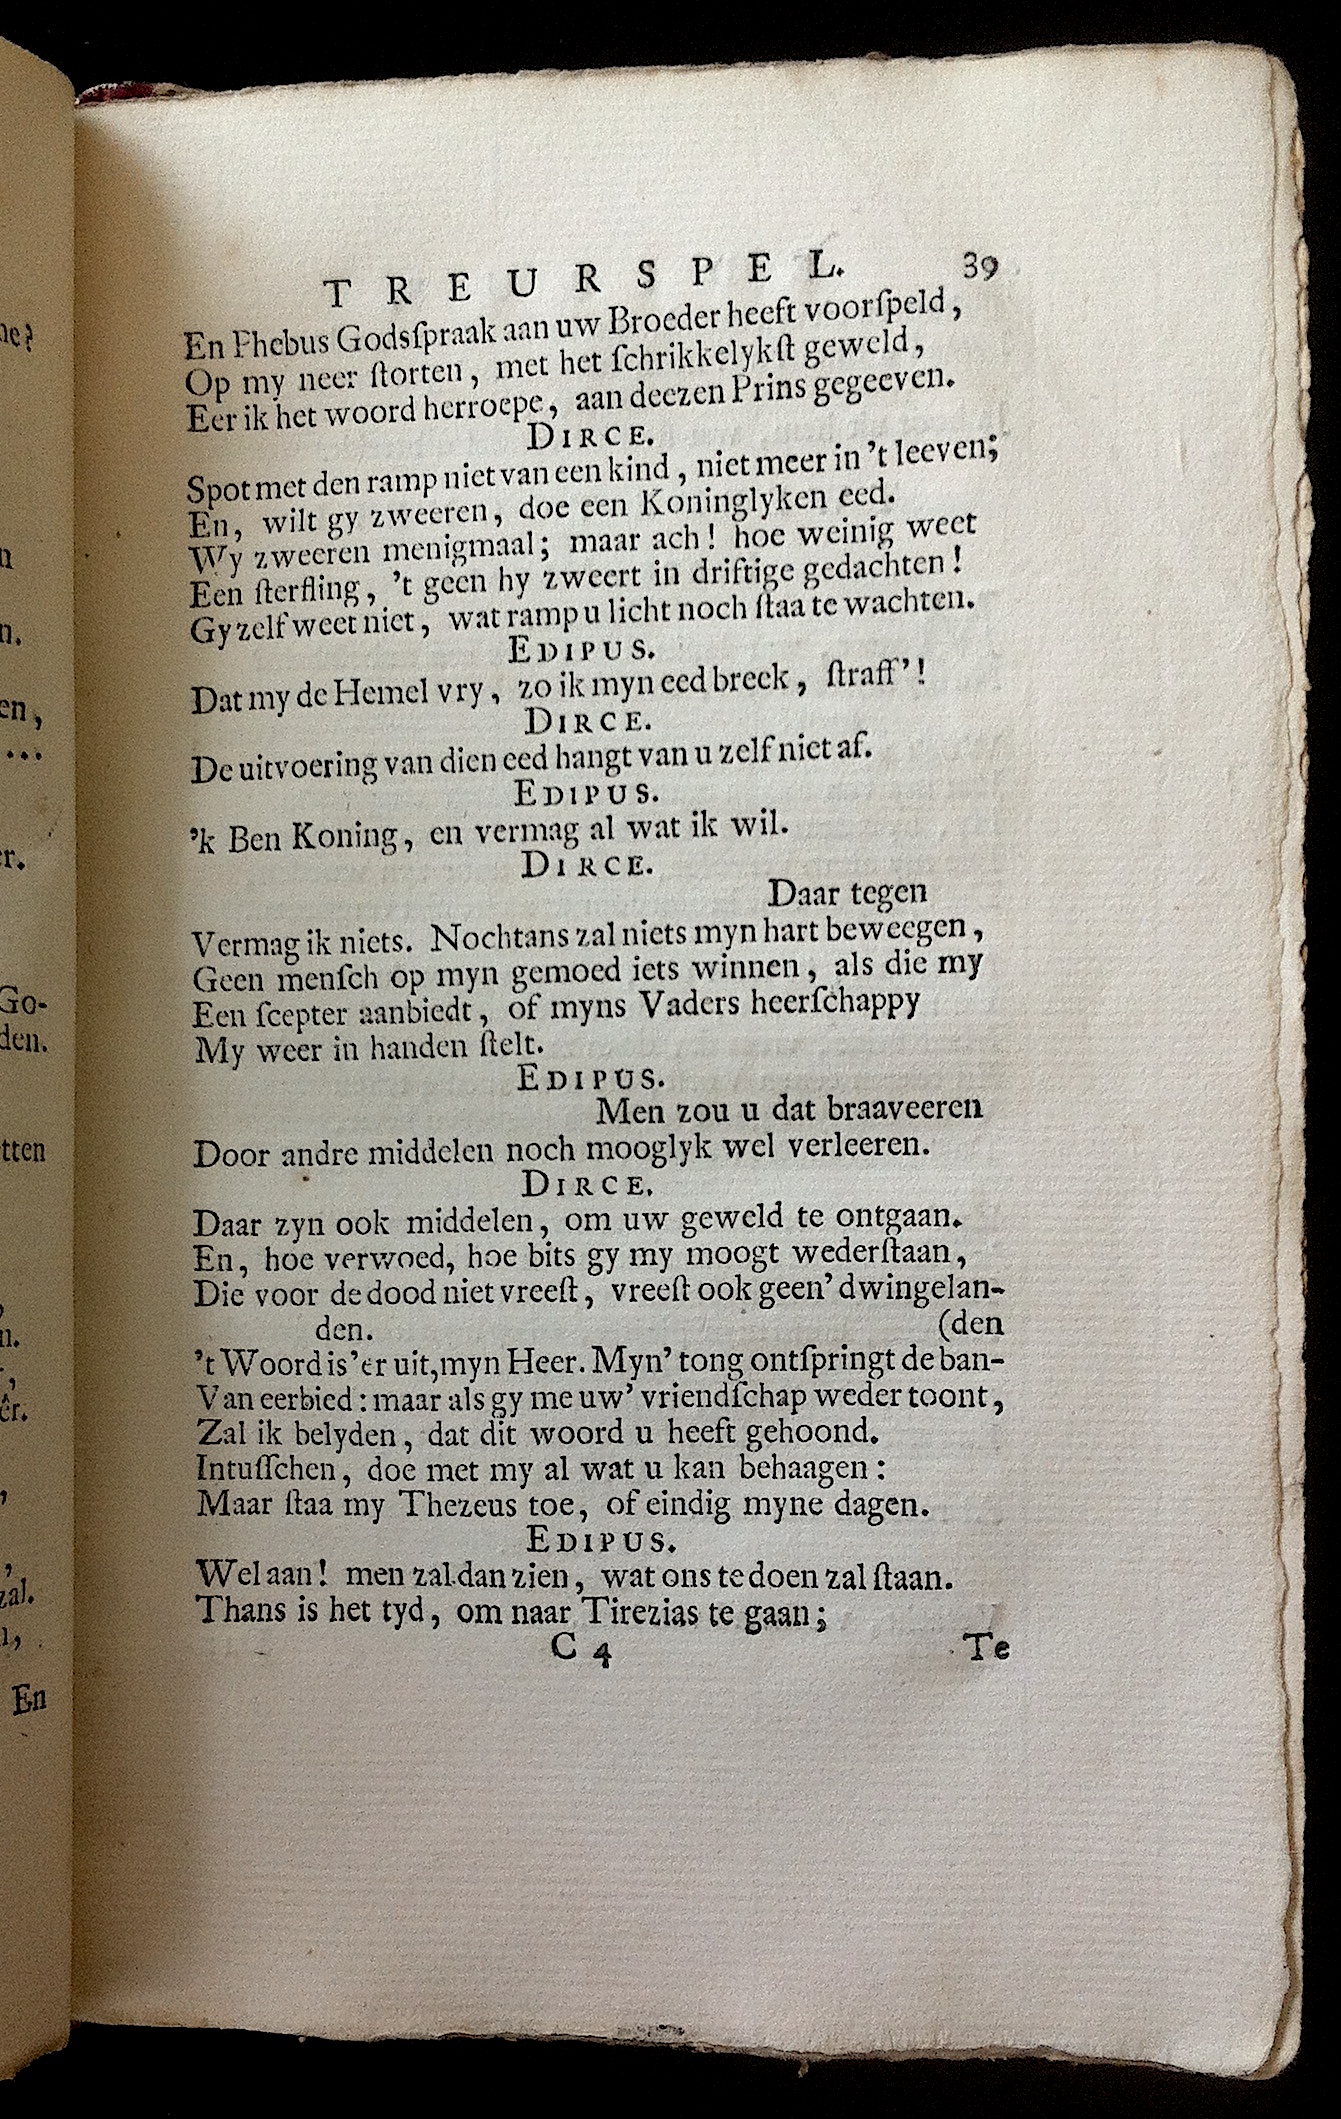 TREURSPEL. 39
En Phebus Godsſpraak aan uw Broeder heeft voorſpeld,
Op my neer ſtorten, met het ſchrikkelykſt geweld,
Eer ik het woord herroepe, aan deezen Prins gegeeven.
DIRCE.
Spot met den ramp niet van een kind, niet meer in 't leeven;
En, wilt gy zweeren, doe een Koninglyken eed.
Wy zweeren menigmaal; maar ach! hoe weinig weet
Een ſterfling, 't geen hy zweert in driftige gedachten!
Gy zelf weet niet, wat ramp u licht noch ſtaa te wachten.
EDIPUS.
Dat my de Hemel vry, zo ik myn eed breek, ſtraff'!
DIRCE.
De uitvoering van dien eed hangt van u zelf niet af.
EDIPUS.
'k Ben Koning, en vermag al wat ik wil.
DIRCE.
Daar tegen
Vermag ik niets. Nochtans zal niets myn hart beweegen,
Geen menſch op myn gemoed iets winnen, als die my
Een ſcepter aanbiedt, of myns Vaders heerſchappy
My weer in handen ſtelt.
EDIPUS.
Men zou u dat braaveeren
Door andre middelen noch mooglyk wel verleeren.
DIRCE.
Daar zyn ook middelen, om uw geweld te ontgaan.
En, hoe verwoed, hoe bits gy my moogt wederſtaan,
Die voor de dood niet vreeſt, vreeſt ook geen' dwingelan-
den. (den
't Woord is 'er uit, myn Heer. Myn' tong ontſpringt de ban-
Van eerbied: maar als gy me uw' vriendſchap weder toont,
Zal ik belyden, dat dit woord u heeft gehoond.
Intuſſchen, doe met my al wat u kan behaagen:
Maar ſtaa my Thezeus toe, of eindig myne dagen.
EDIPUS.
Wel aan! men zal dan zien, wat ons te doen zal ſtaan.
Thans is het tyd, om naar Tirezias te gaan;
C 4 Te